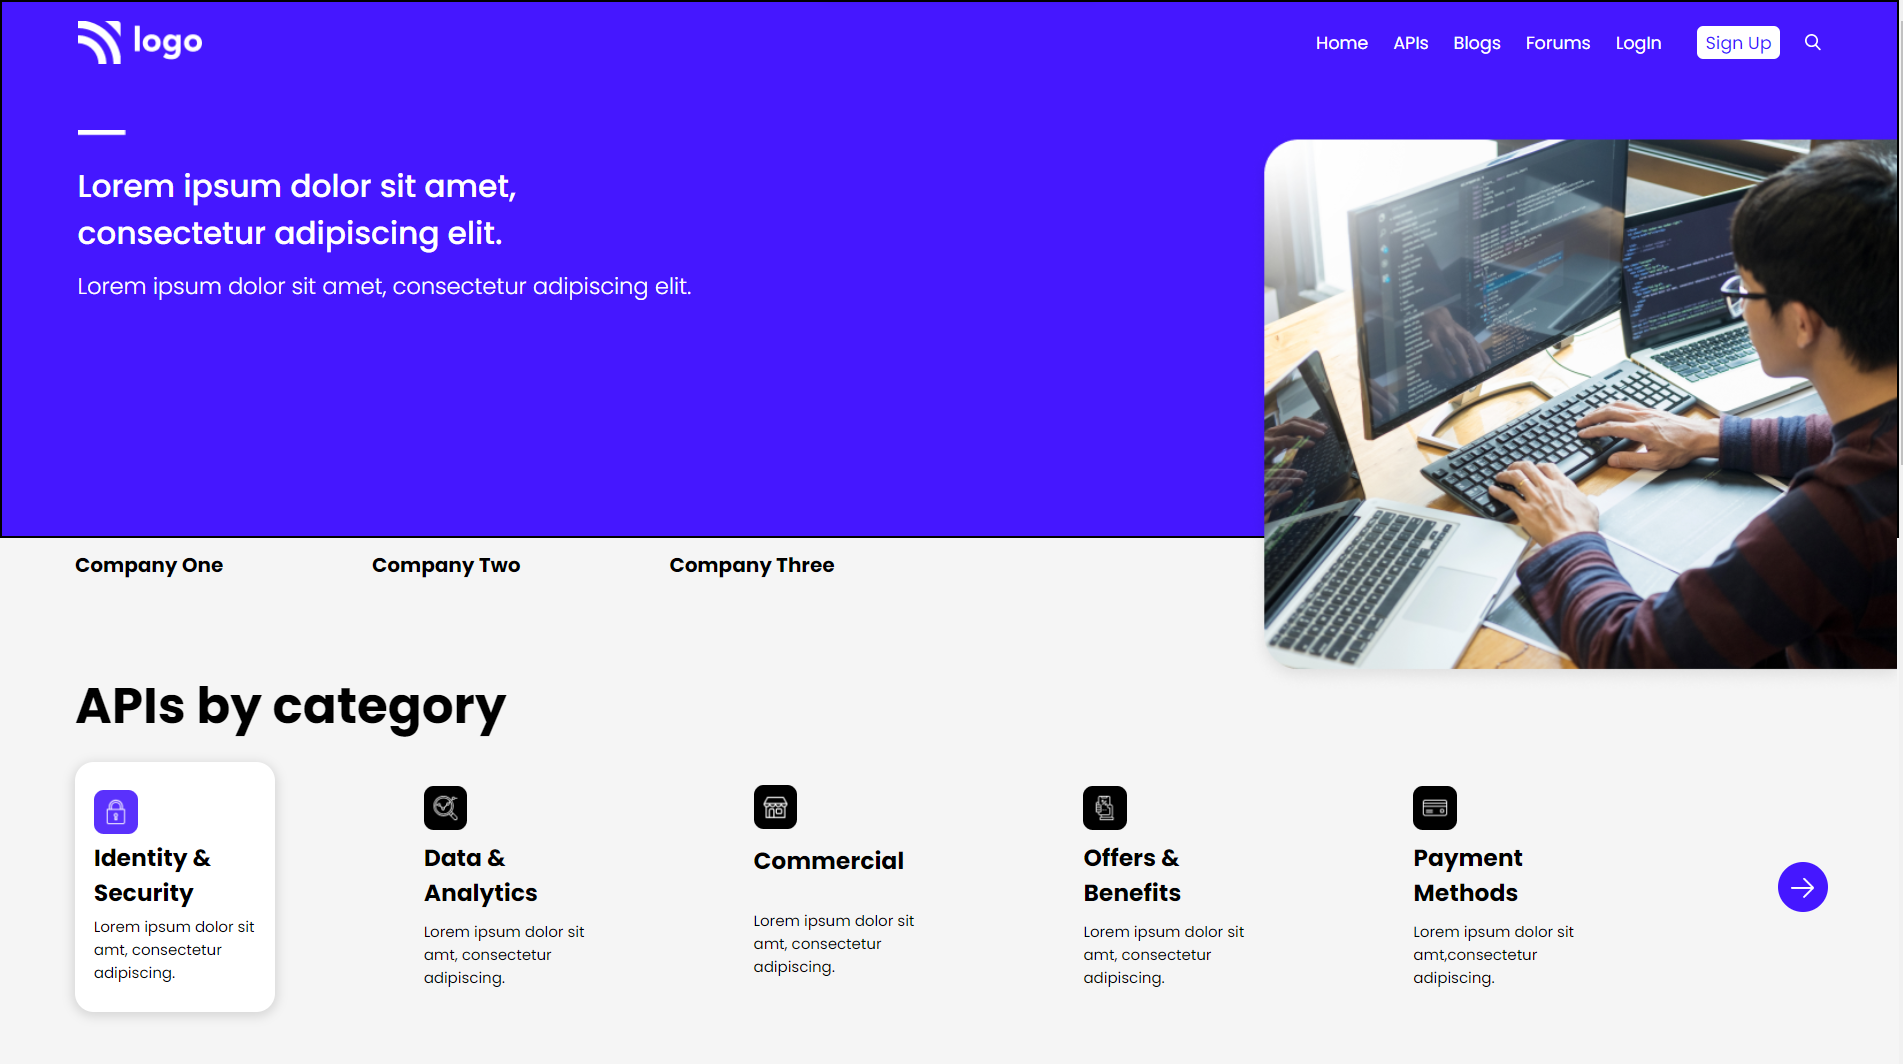 logo
Home APIs Blogs Forums LogIn Sign Up
Lorem ipsum dolor sit amet,
consectetur adipiscing elit.
Lorem ipsum dolor sit amet, consectetur adipiscing elit.
Company One Company Two Company Three
APIs by category
Identity &
Security
Lorem ipsum dolor sit
amt, consectetur
adipiscing.
Data &
Analytics
Lorem ipsum dolor sit
amt, consectetur
adipiscing.
Commercial
Lorem ipsum dolor sit
amt, consectetur
adipiscing.
Offers &
Benefits
Lorem ipsum dolor sit
amt, consectetur
adipiscing.
Payment
Methods
Lorem ipsum dolor sit
amt,consectetur
adipiscing.